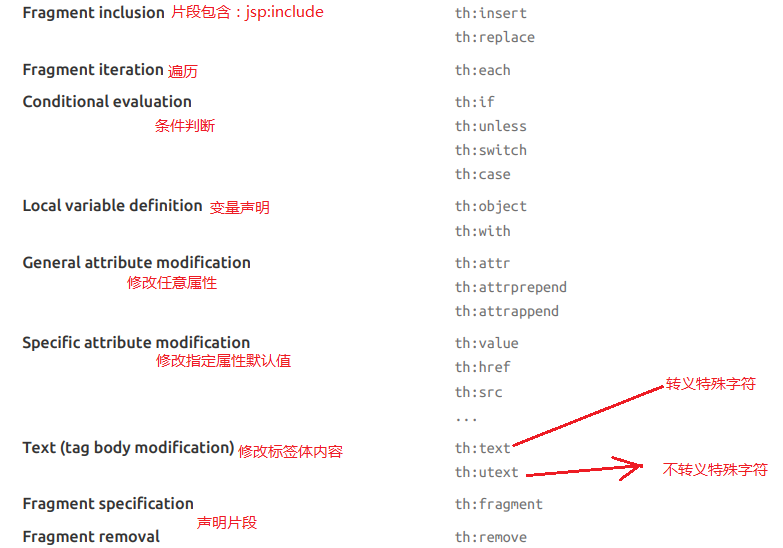 Fragment inclusion 片段包含：jsp:include th:insert
th:replace
Fragment iteration 遍历 th:each
Conditional evaluation th:if
条件判断 th:unless
th:switch
th:case
Local variable definition 变量声明 th:object
th:with
General attribute modification th:attr
修改任意属性 th:attrprepend
th:attrappend
Specific attribute modification th:value
修改指定属性默认值 th:href
转义特殊字符
th:src
...
Text (tag body modification) 修改标签体内容 th:text
th:utext 不转义特殊字符
Fragment specification th:fragment
声明片段
Fragment removal th:remove